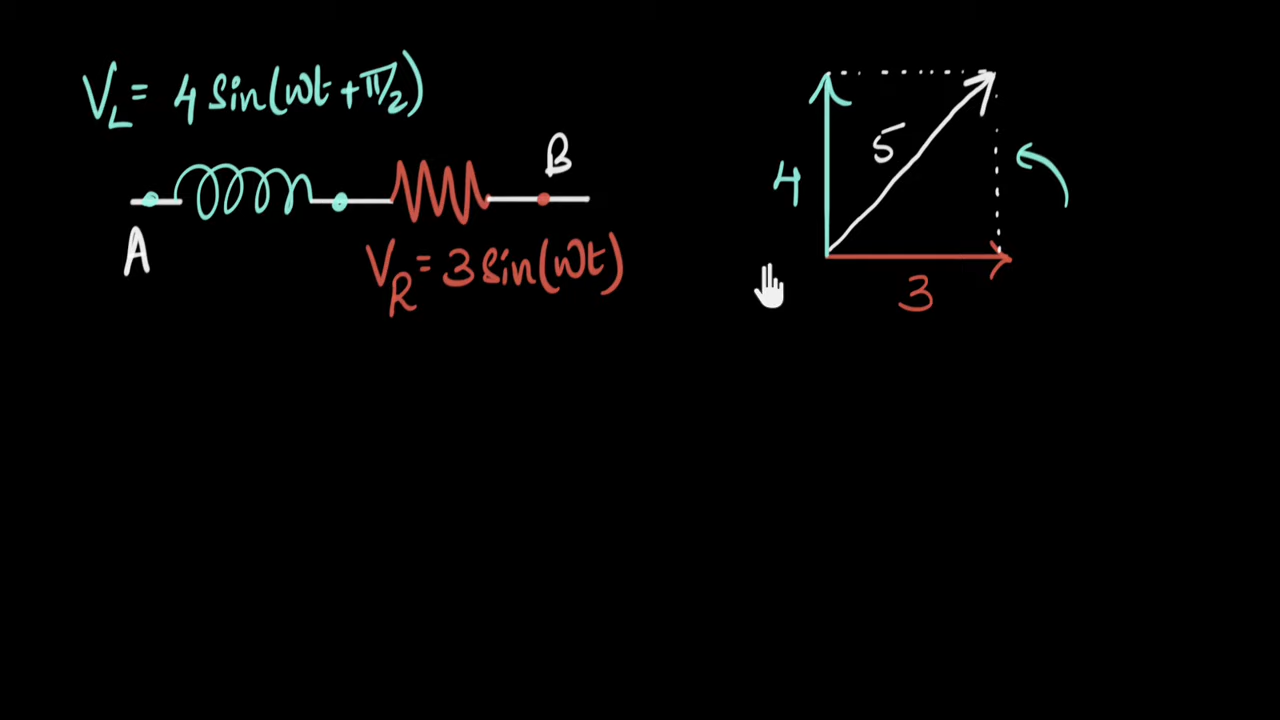 V_L = 4 sin(ωt + π/2)
B
A
V_R = 3 sin(ωt)
5
4
3